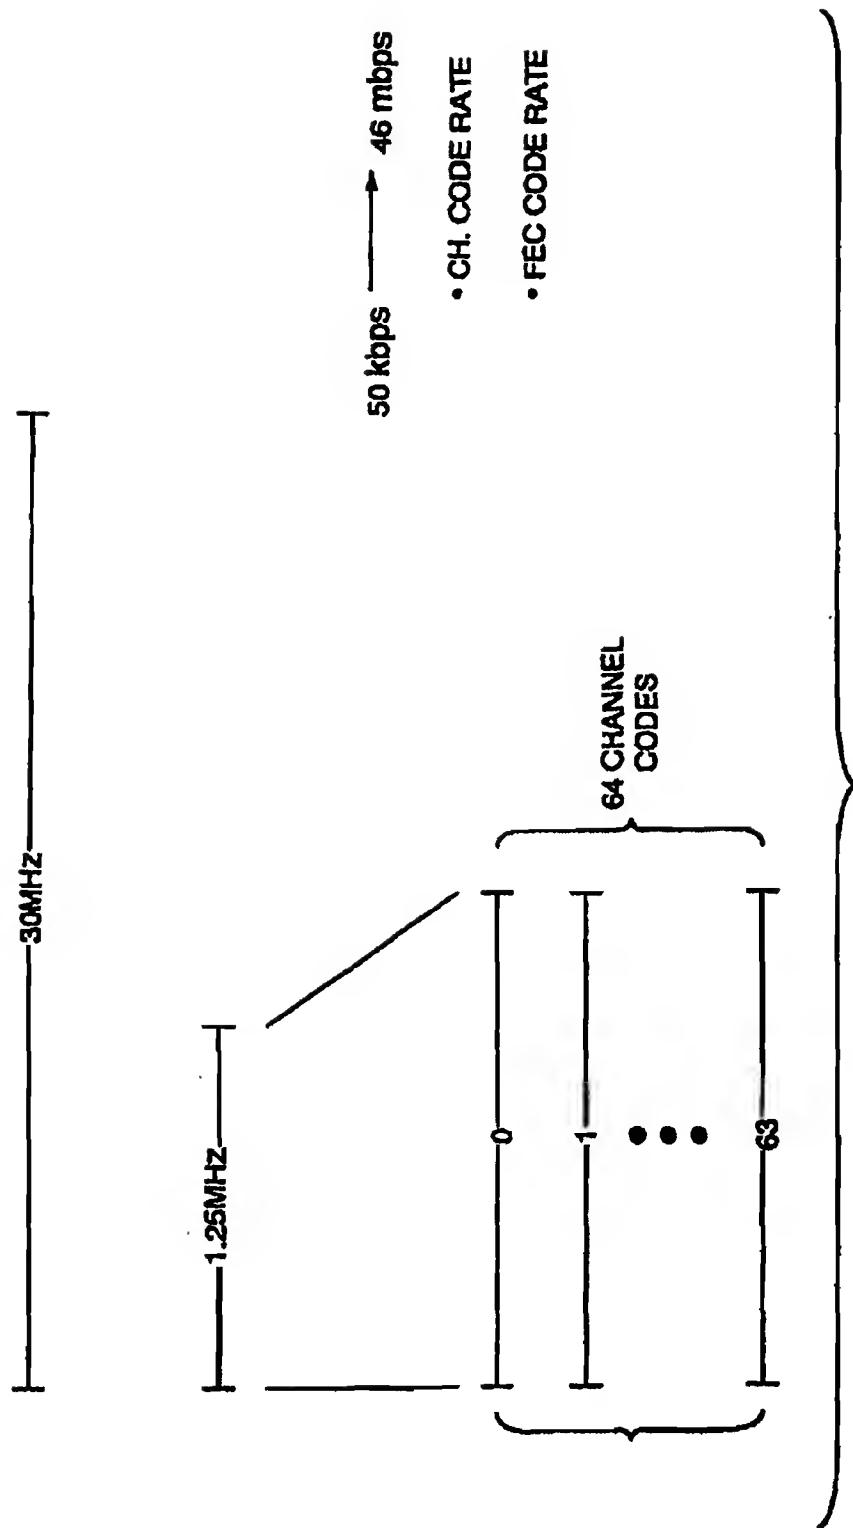 30MHz
1.25MHz
50 kbps 46 mbps
• CH. CODE RATE
• FEC CODE RATE
0
1
63
64 CHANNEL
CODES